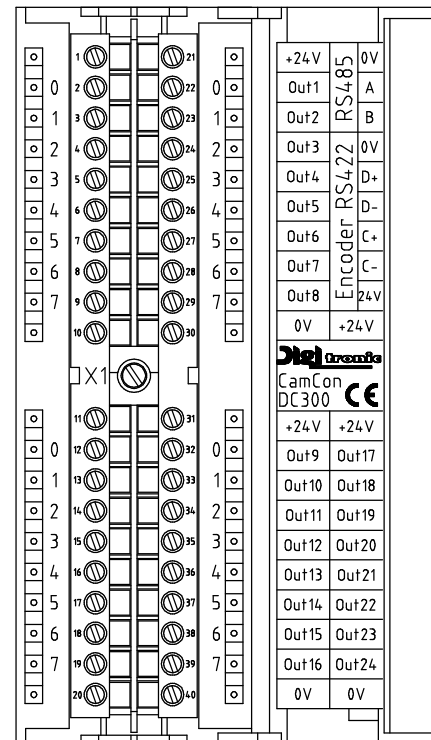 1 21 +24V 0V
0 2 22 0 Out1 RS485 A
1 3 23 1 Out2 B
2 4 24 2 Out3 0V
3 5 25 3 Out4 Encoder RS422 D+
4 6 26 4 Out5 D-
5 7 27 5 Out6 C+
6 8 28 6 Out7 C-
7 9 29 7 Out8 24V
10 30 0V +24V
Digitronic
X1 CamCon
DC300 CE
11 31 +24V +24V
0 12 32 0 Out9 Out17
1 13 33 1 Out10 Out18
2 14 34 2 Out11 Out19
3 15 35 3 Out12 Out20
4 16 36 4 Out13 Out21
5 17 37 5 Out14 Out22
6 18 38 6 Out15 Out23
7 19 39 7 Out16 Out24
20 40 0V 0V